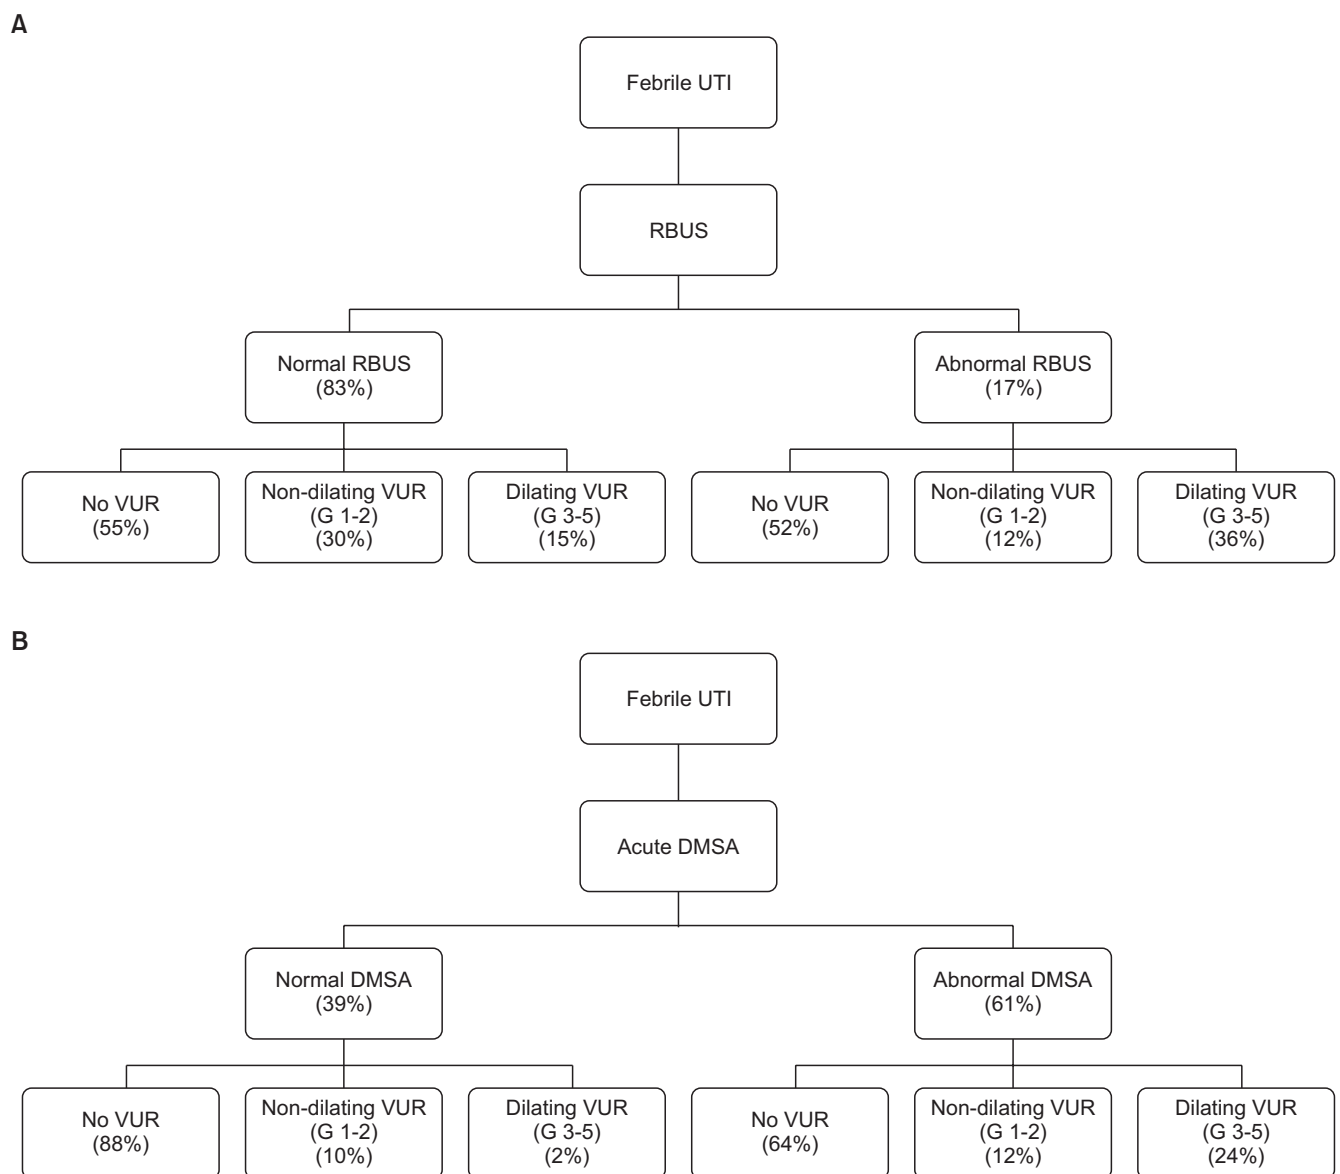 A
Febrile UTI
RBUS
Normal RBUS
(83%)
Abnormal RBUS
(17%)
No VUR
(55%)
Non-dilating VUR
(G 1-2)
(30%)
Dilating VUR
(G 3-5)
(15%)
No VUR
(52%)
Non-dilating VUR
(G 1-2)
(12%)
Dilating VUR
(G 3-5)
(36%)
B
Febrile UTI
Acute DMSA
Normal DMSA
(39%)
Abnormal DMSA
(61%)
No VUR
(88%)
Non-dilating VUR
(G 1-2)
(10%)
Dilating VUR
(G 3-5)
(2%)
No VUR
(64%)
Non-dilating VUR
(G 1-2)
(12%)
Dilating VUR
(G 3-5)
(24%)